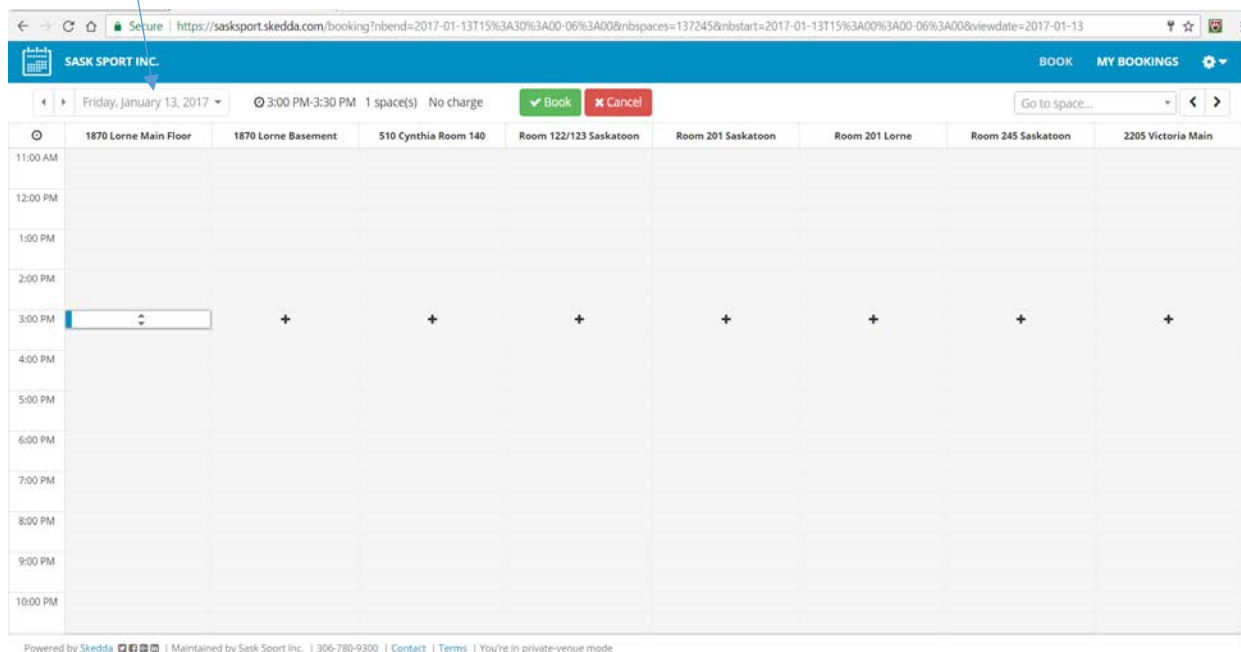 Secure | https://sasksport.skedda.com/booking?nbend=2017-01-13T15%3A30%3A00-06%3A00&nbspaces=137245&nbstart=2017-01-13T15%3A00%3A00-06%3A00&viewdate=2017-01-13
SASK SPORT INC. BOOK MY BOOKINGS
Friday, January 13, 2017 3:00 PM-3:30 PM 1 space(s) No charge Book Cancel Go to space...
1870 Lorne Main Floor 1870 Lorne Basement 510 Cynthia Room 140 Room 122/123 Saskatoon Room 201 Saskatoon Room 201 Lorne Room 245 Saskatoon 2205 Victoria Main
11:00 AM
12:00 PM
1:00 PM
2:00 PM
3:00 PM
4:00 PM
5:00 PM
6:00 PM
7:00 PM
8:00 PM
9:00 PM
10:00 PM
Powered by Skedda | Maintained by Sask Sport Inc. | 306-780-9300 | Contact | Terms | You're in private-venue mode